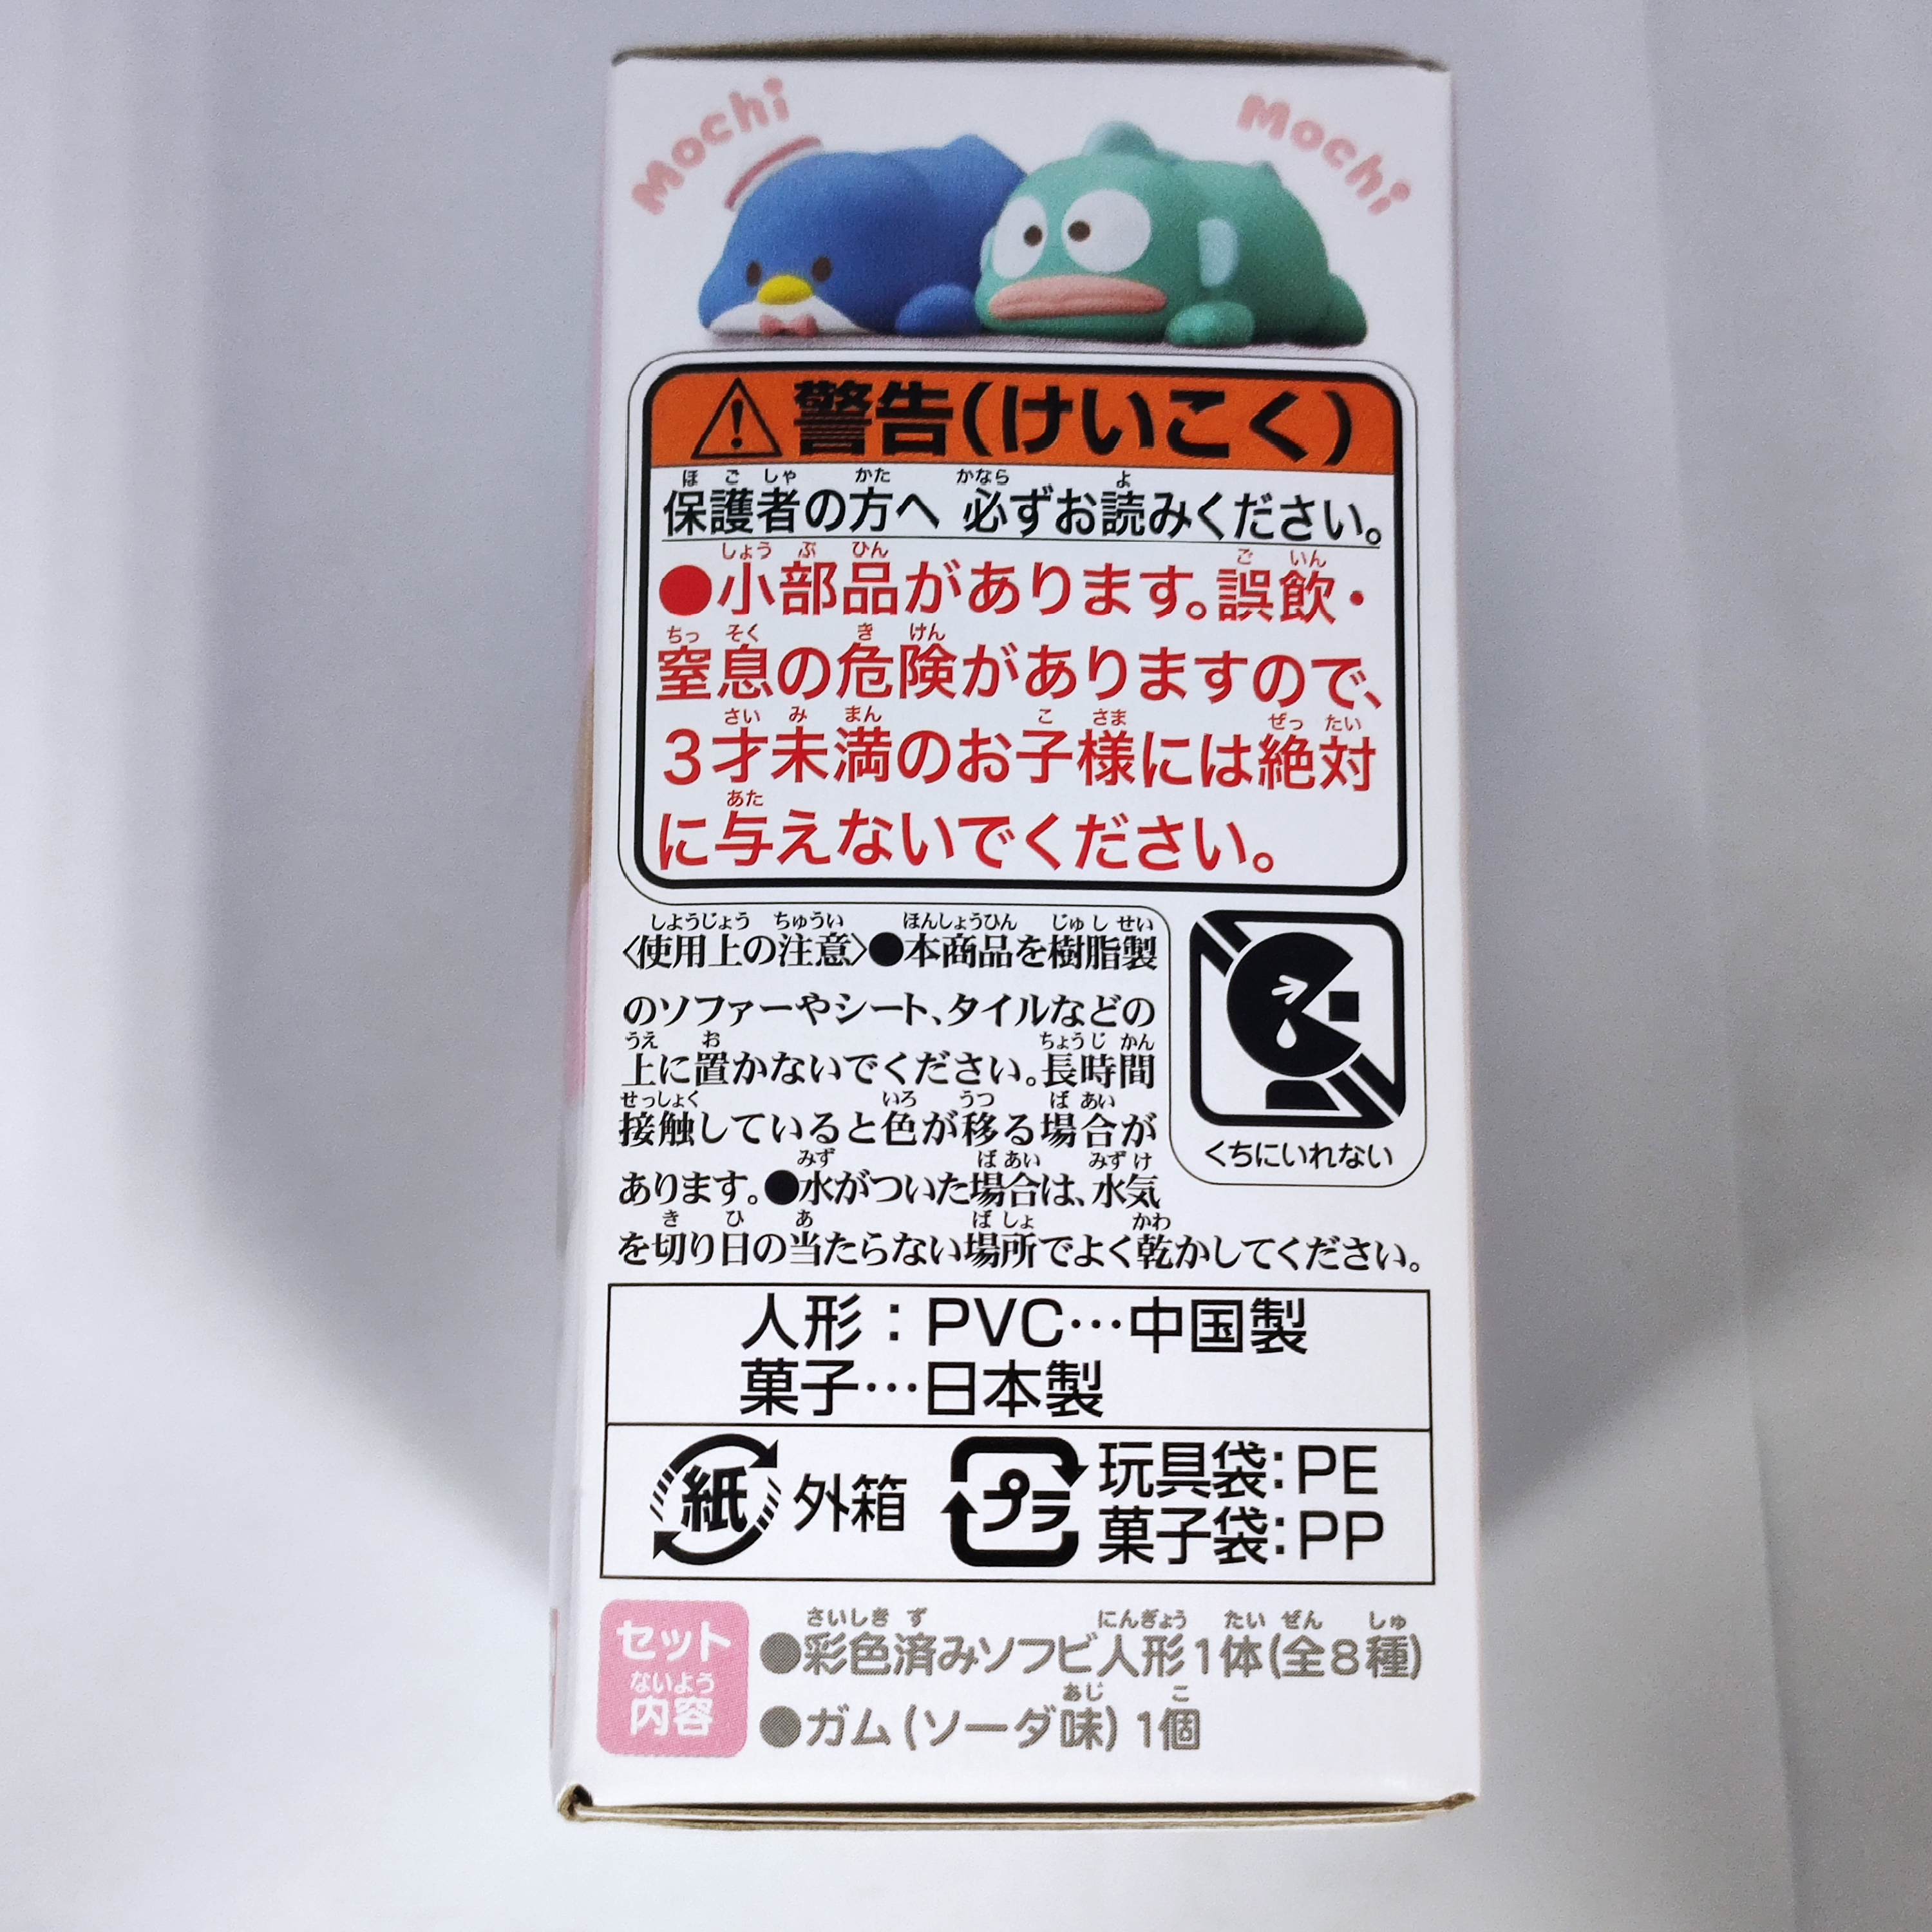 Mochi Mochi
⚠警告(けいこく)
ほごしゃ かた かなら よ
保護者の方へ 必ずお読みください。
しょうぶひん ごいん
●小部品があります。誤飲・
ちっそく きけん
窒息の危険がありますので、
さい みまん こさま ぜったい
3才未満のお子様には絶対
あた
に与えないでください。
しようじょう ちゅうい ほんしょうひん じゅしせい
〈使用上の注意〉●本商品を樹脂製
のソファーやシート、タイルなどの
うえ お ちょうじかん
上に置かないでください。長時間
せっしょく いろ うつ ばあい
接触していると色が移る場合が
みず ばあい みずけ
あります。●水がついた場合は、水気
き ひ あ ばしょ かわ
を切り日の当たらない場所でよく乾かしてください。
くちにいれない
人形：PVC…中国製
菓子…日本製
紙 外箱
プラ 玩具袋:PE
菓子袋:PP
セット
ないよう
内容
さいしきず にんぎょう たい ぜん しゅ
●彩色済みソフビ人形1体(全8種)
あじ こ
●ガム(ソーダ味)1個